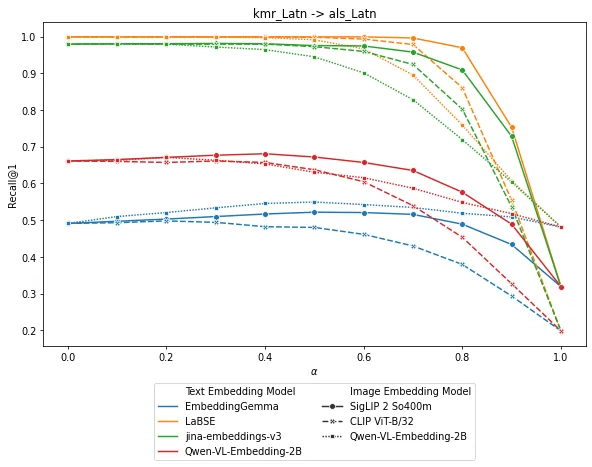 kmr_Latn -> als_Latn
Recall@1
1.0
0.9
0.8
0.7
0.6
0.5
0.4
0.3
0.2
0.0 0.2 0.4 0.6 0.8 1.0
α
Text Embedding Model Image Embedding Model
EmbeddingGemma SigLIP 2 So400m
LaBSE CLIP ViT-B/32
jina-embeddings-v3 Qwen-VL-Embedding-2B
Qwen-VL-Embedding-2B